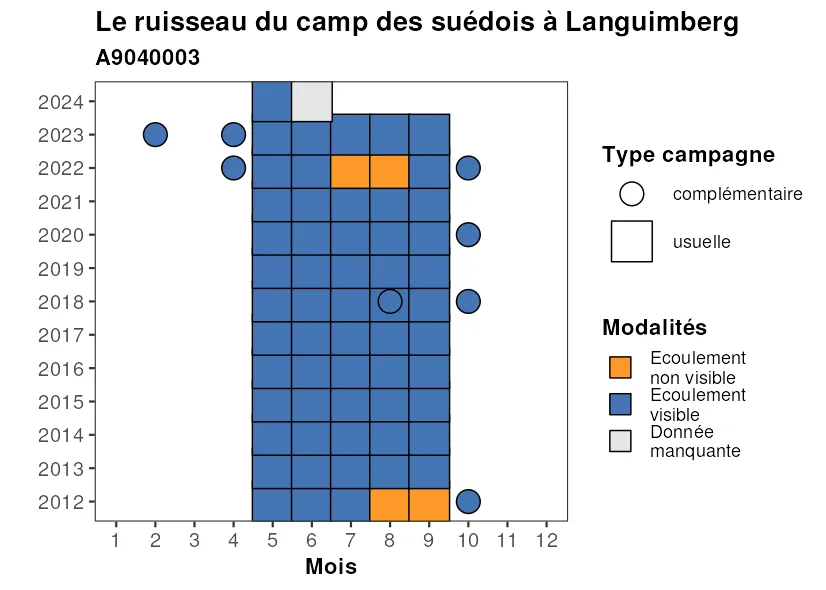 Le ruisseau du camp des suédois à Languimberg
A9040003
2024
2023
2022
2021
2020
2019
2018
2017
2016
2015
2014
2013
2012
1 2 3 4 5 6 7 8 9 10 11 12
Mois
Type campagne
complémentaire
usuelle
Modalités
Ecoulement
non visible
Ecoulement
visible
Donnée
manquante